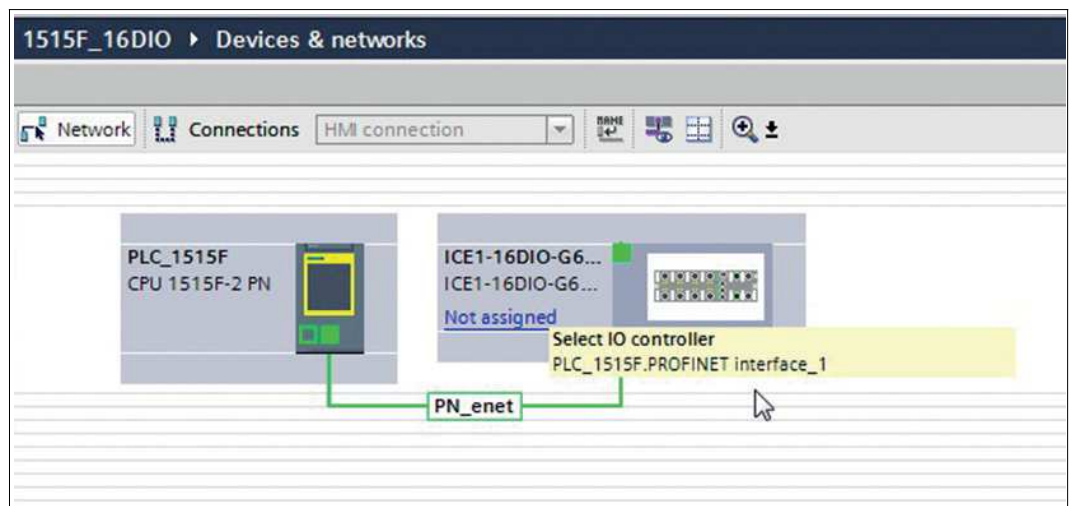 1515F_16DIO ▸ Devices & networks
Network Connections HMI connection NAME
PLC_1515F
CPU 1515F-2 PN
ICE1-16DIO-G6...
ICE1-16DIO-G6...
Not assigned
Select IO controller
PLC_1515F.PROFINET interface_1
PN_enet